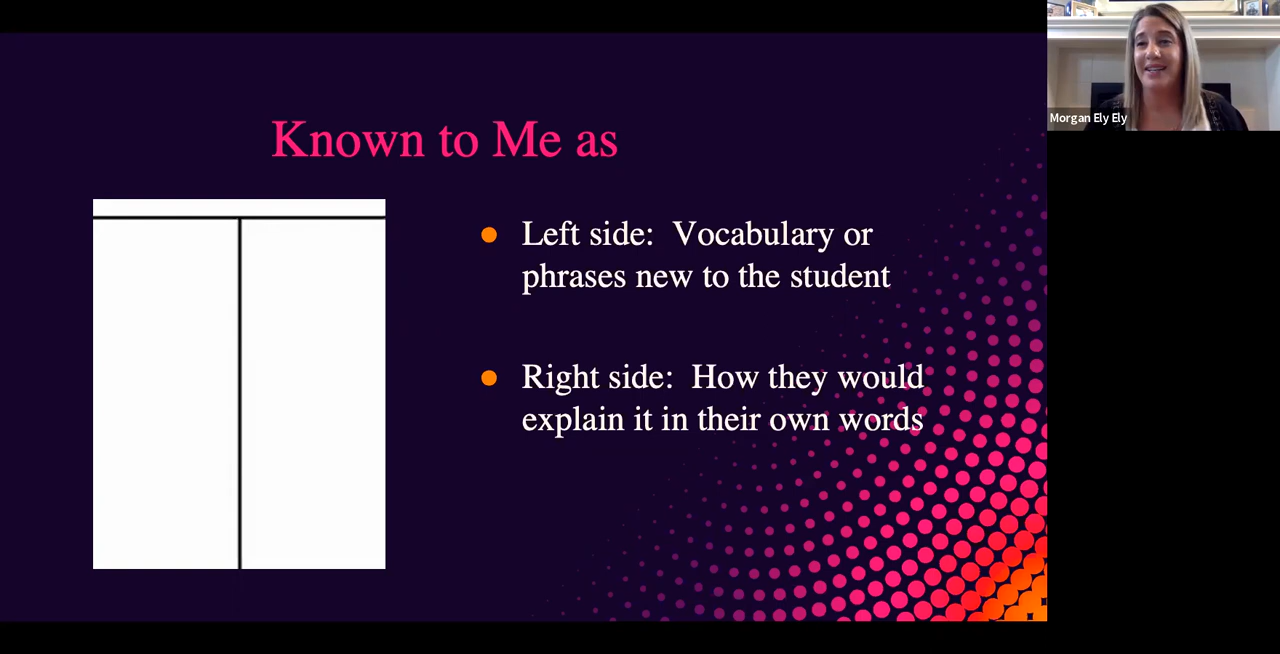 Known to Me as
Left side: Vocabulary or
phrases new to the student
Right side: How they would
explain it in their own words
Morgan Ely Ely